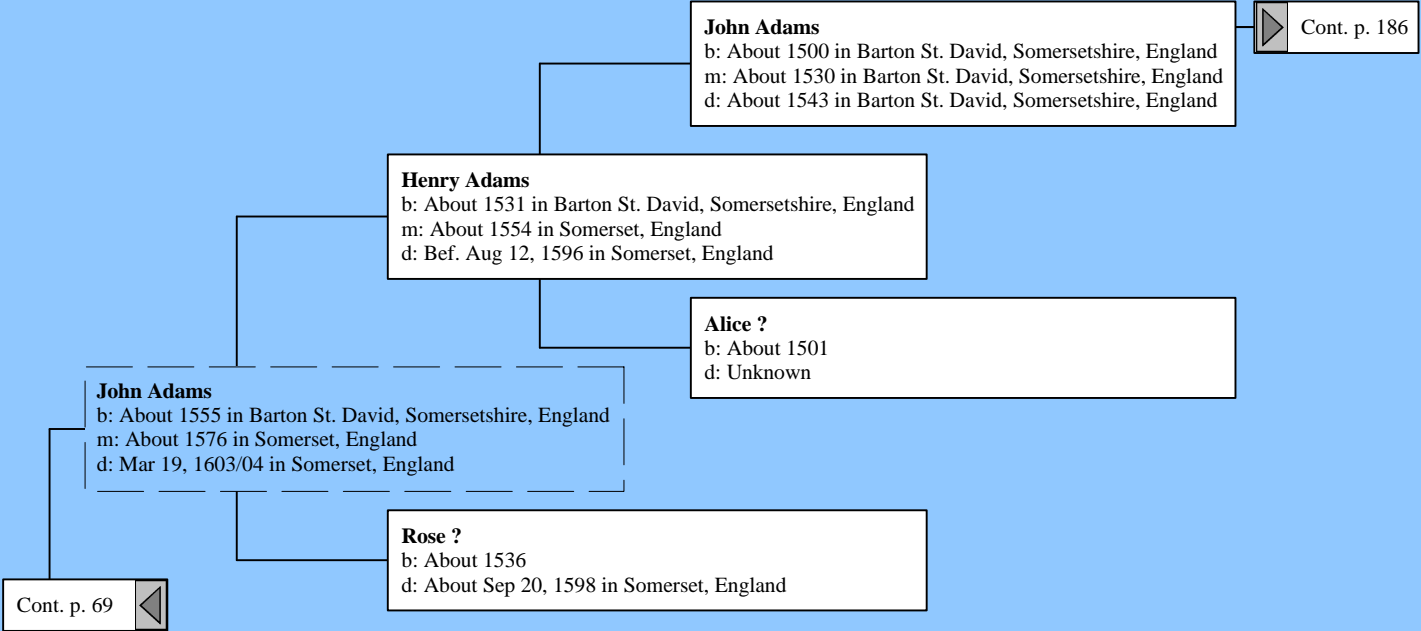 John Adams
b: About 1500 in Barton St. David, Somersetshire, England
m: About 1530 in Barton St. David, Somersetshire, England
d: About 1543 in Barton St. David, Somersetshire, England
Cont. p. 186
Henry Adams
b: About 1531 in Barton St. David, Somersetshire, England
m: About 1554 in Somerset, England
d: Bef. Aug 12, 1596 in Somerset, England
Alice ?
b: About 1501
d: Unknown
John Adams
b: About 1555 in Barton St. David, Somersetshire, England
m: About 1576 in Somerset, England
d: Mar 19, 1603/04 in Somerset, England
Rose ?
b: About 1536
d: About Sep 20, 1598 in Somerset, England
Cont. p. 69